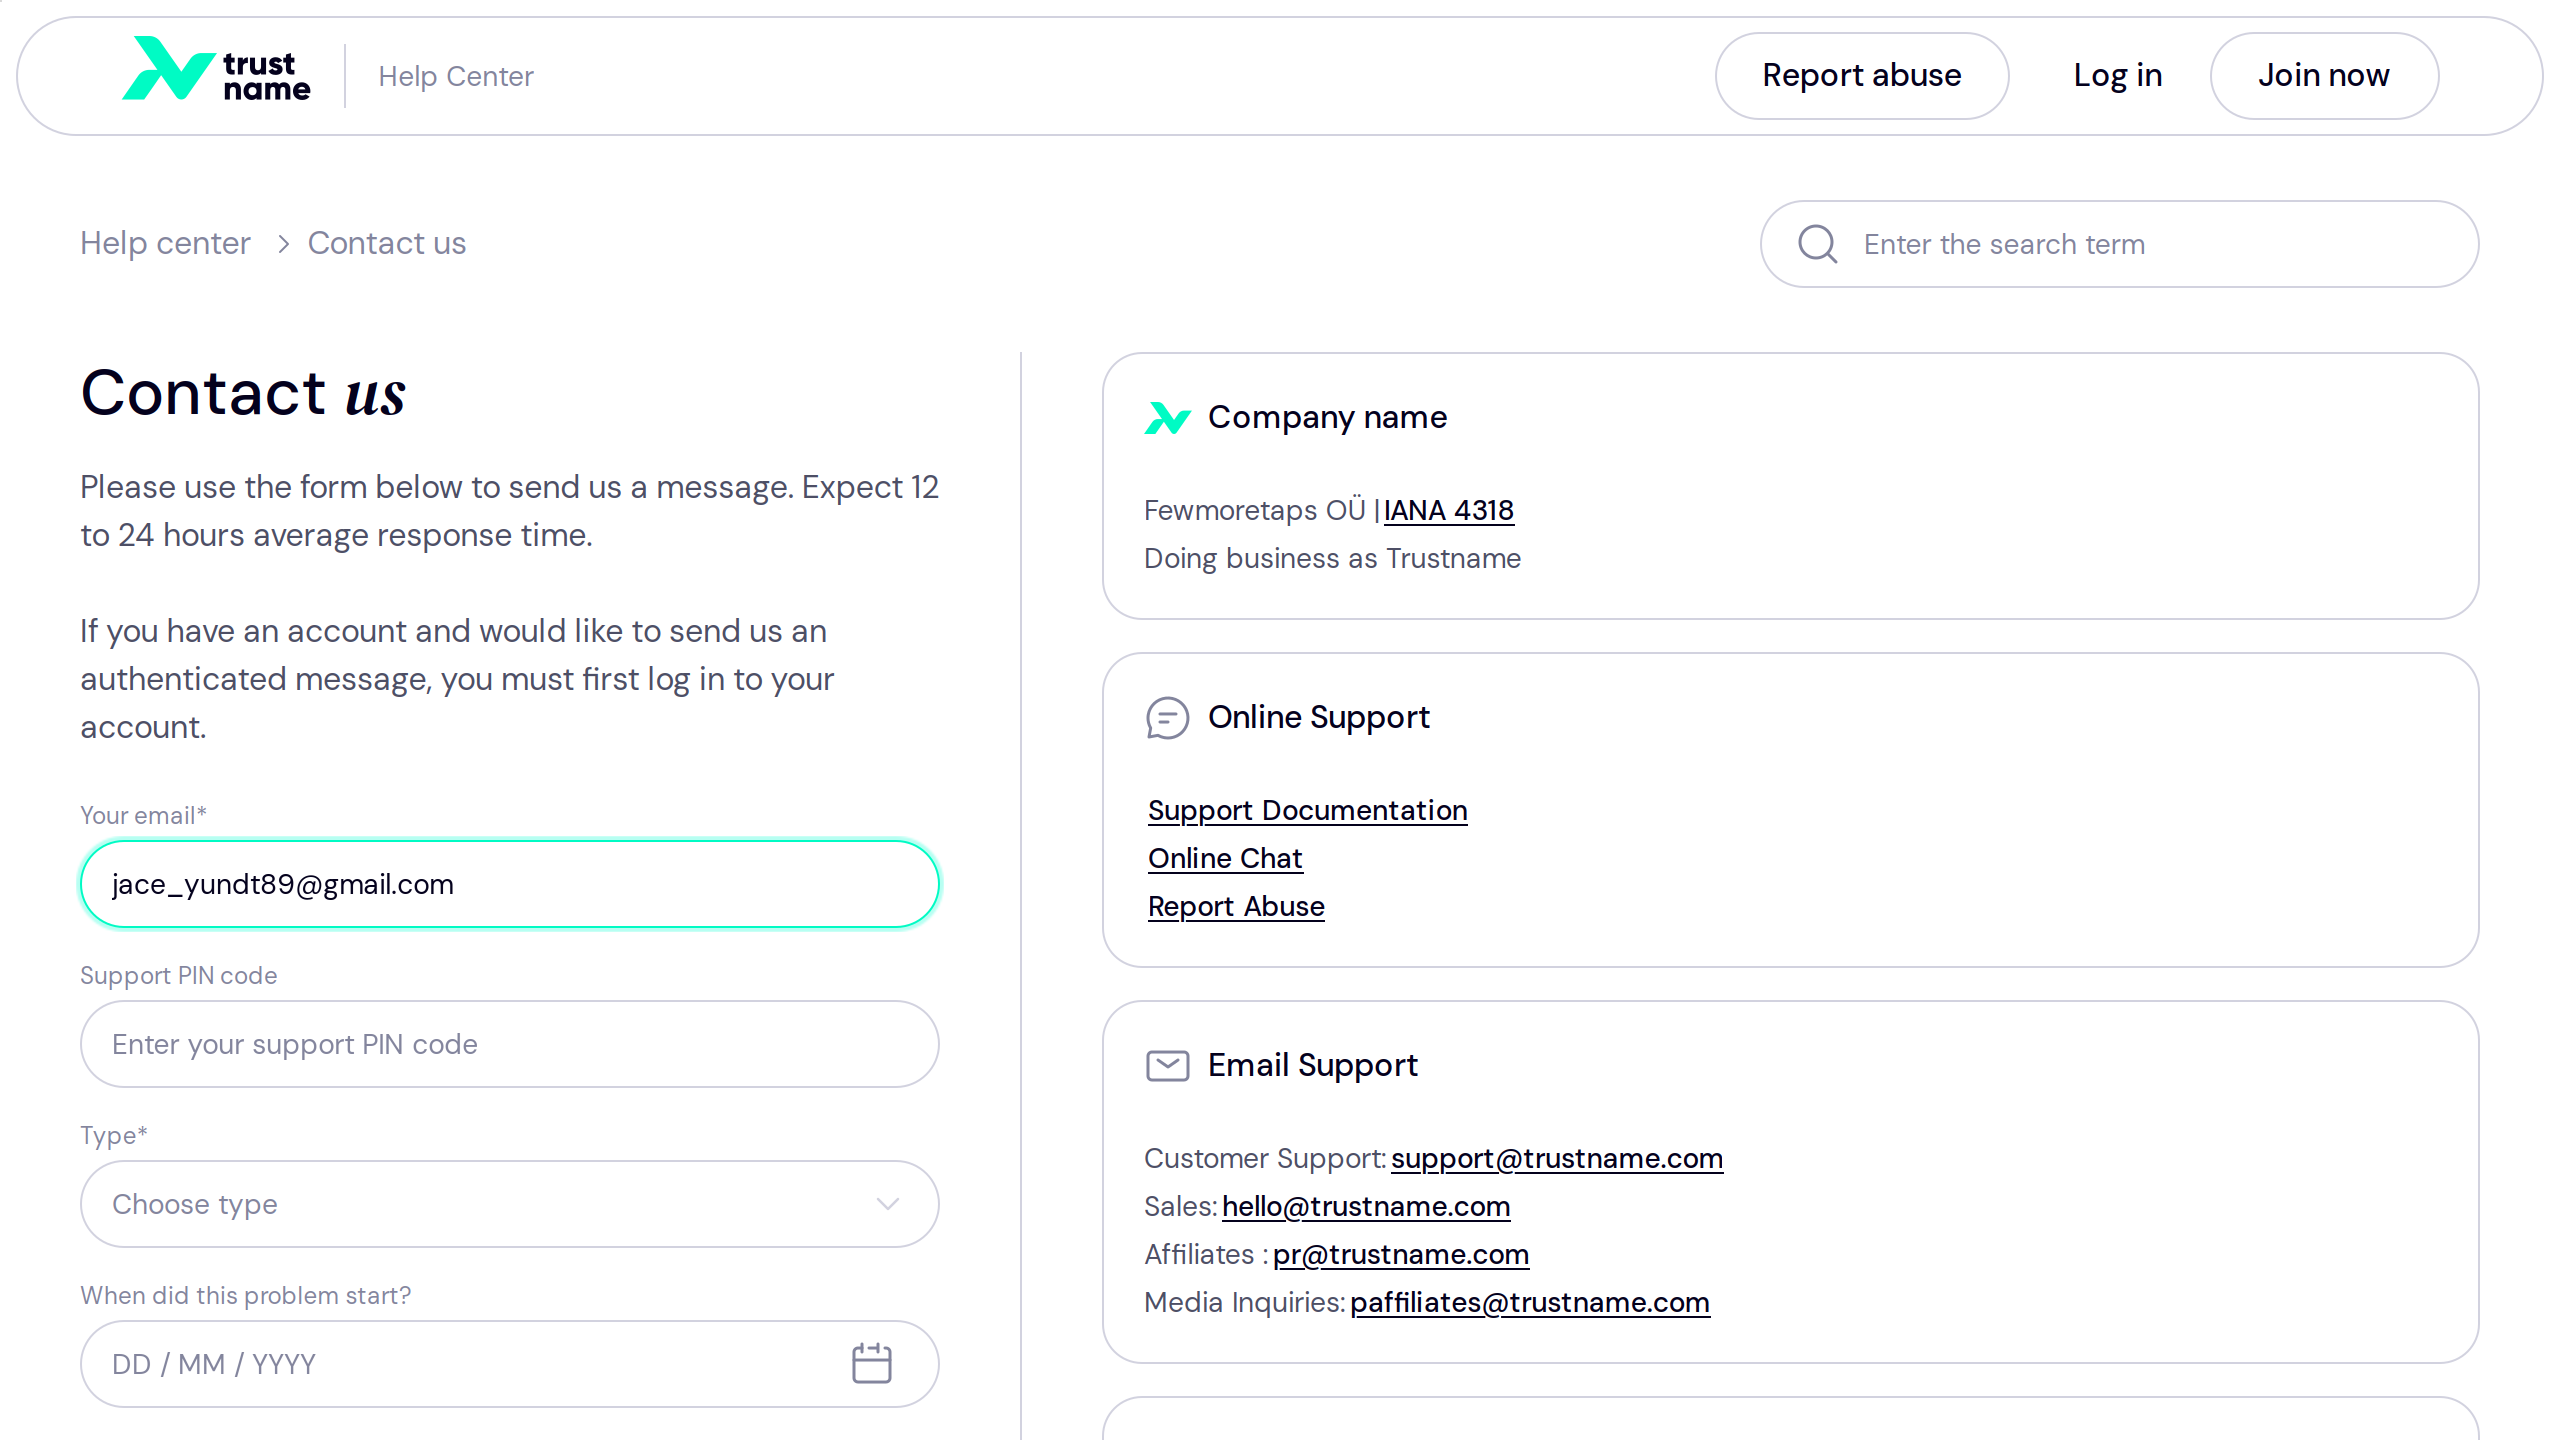 trust
name
Help Center
Report abuse
Log in
Join now
Help center
Contact us
Enter the search term
Contact us
Please use the form below to send us a message. Expect 12
to 24 hours average response time.
If you have an account and would like to send us an
authenticated message, you must first log in to your
account.
Your email*
jace_yundt89@gmail.com
Support PIN code
Enter your support PIN code
Type*
Choose type
When did this problem start?
DD / MM / YYYY
Company name
Fewmoretaps OÜ | IANA 4318
Doing business as Trustname
Online Support
Support Documentation
Online Chat
Report Abuse
Email Support
Customer Support: support@trustname.com
Sales: hello@trustname.com
Affiliates : pr@trustname.com
Media Inquiries: paffiliates@trustname.com